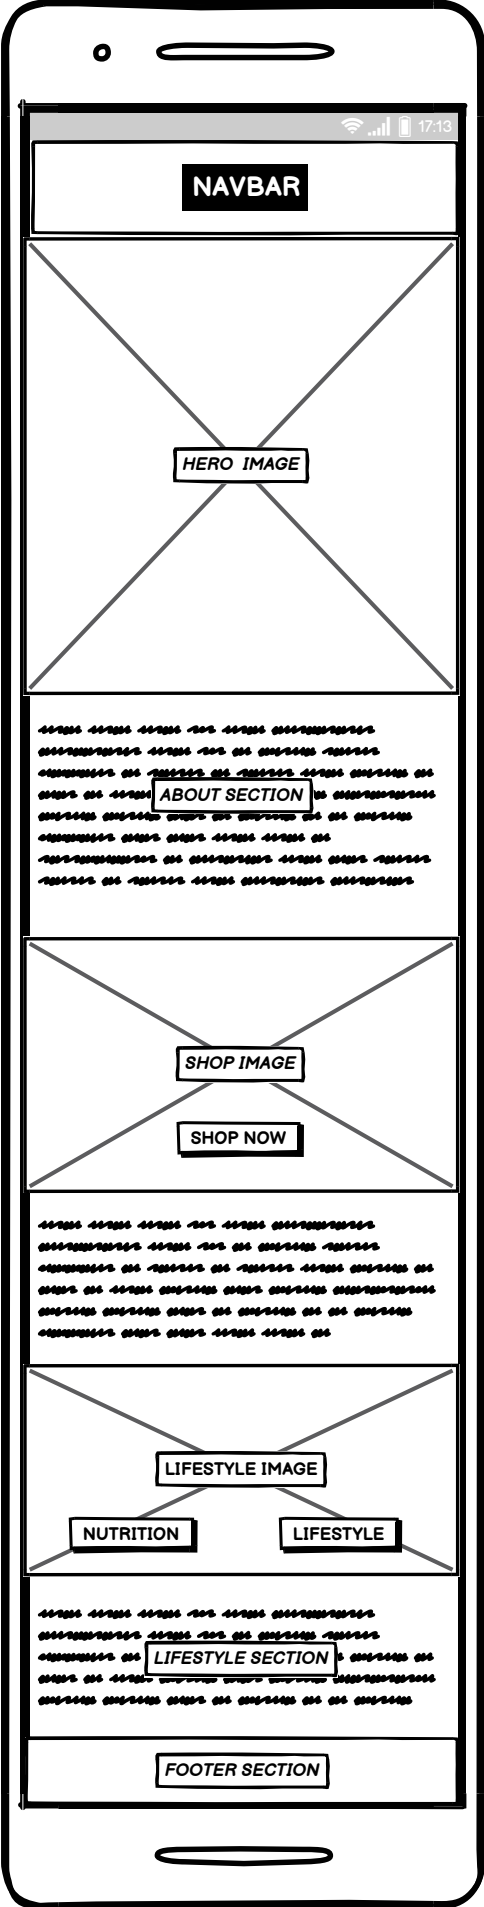 17:13
NAVBAR
HERO IMAGE
ABOUT SECTION
SHOP IMAGE
SHOP NOW
LIFESTYLE IMAGE
NUTRITION
LIFESTYLE
LIFESTYLE SECTION
FOOTER SECTION